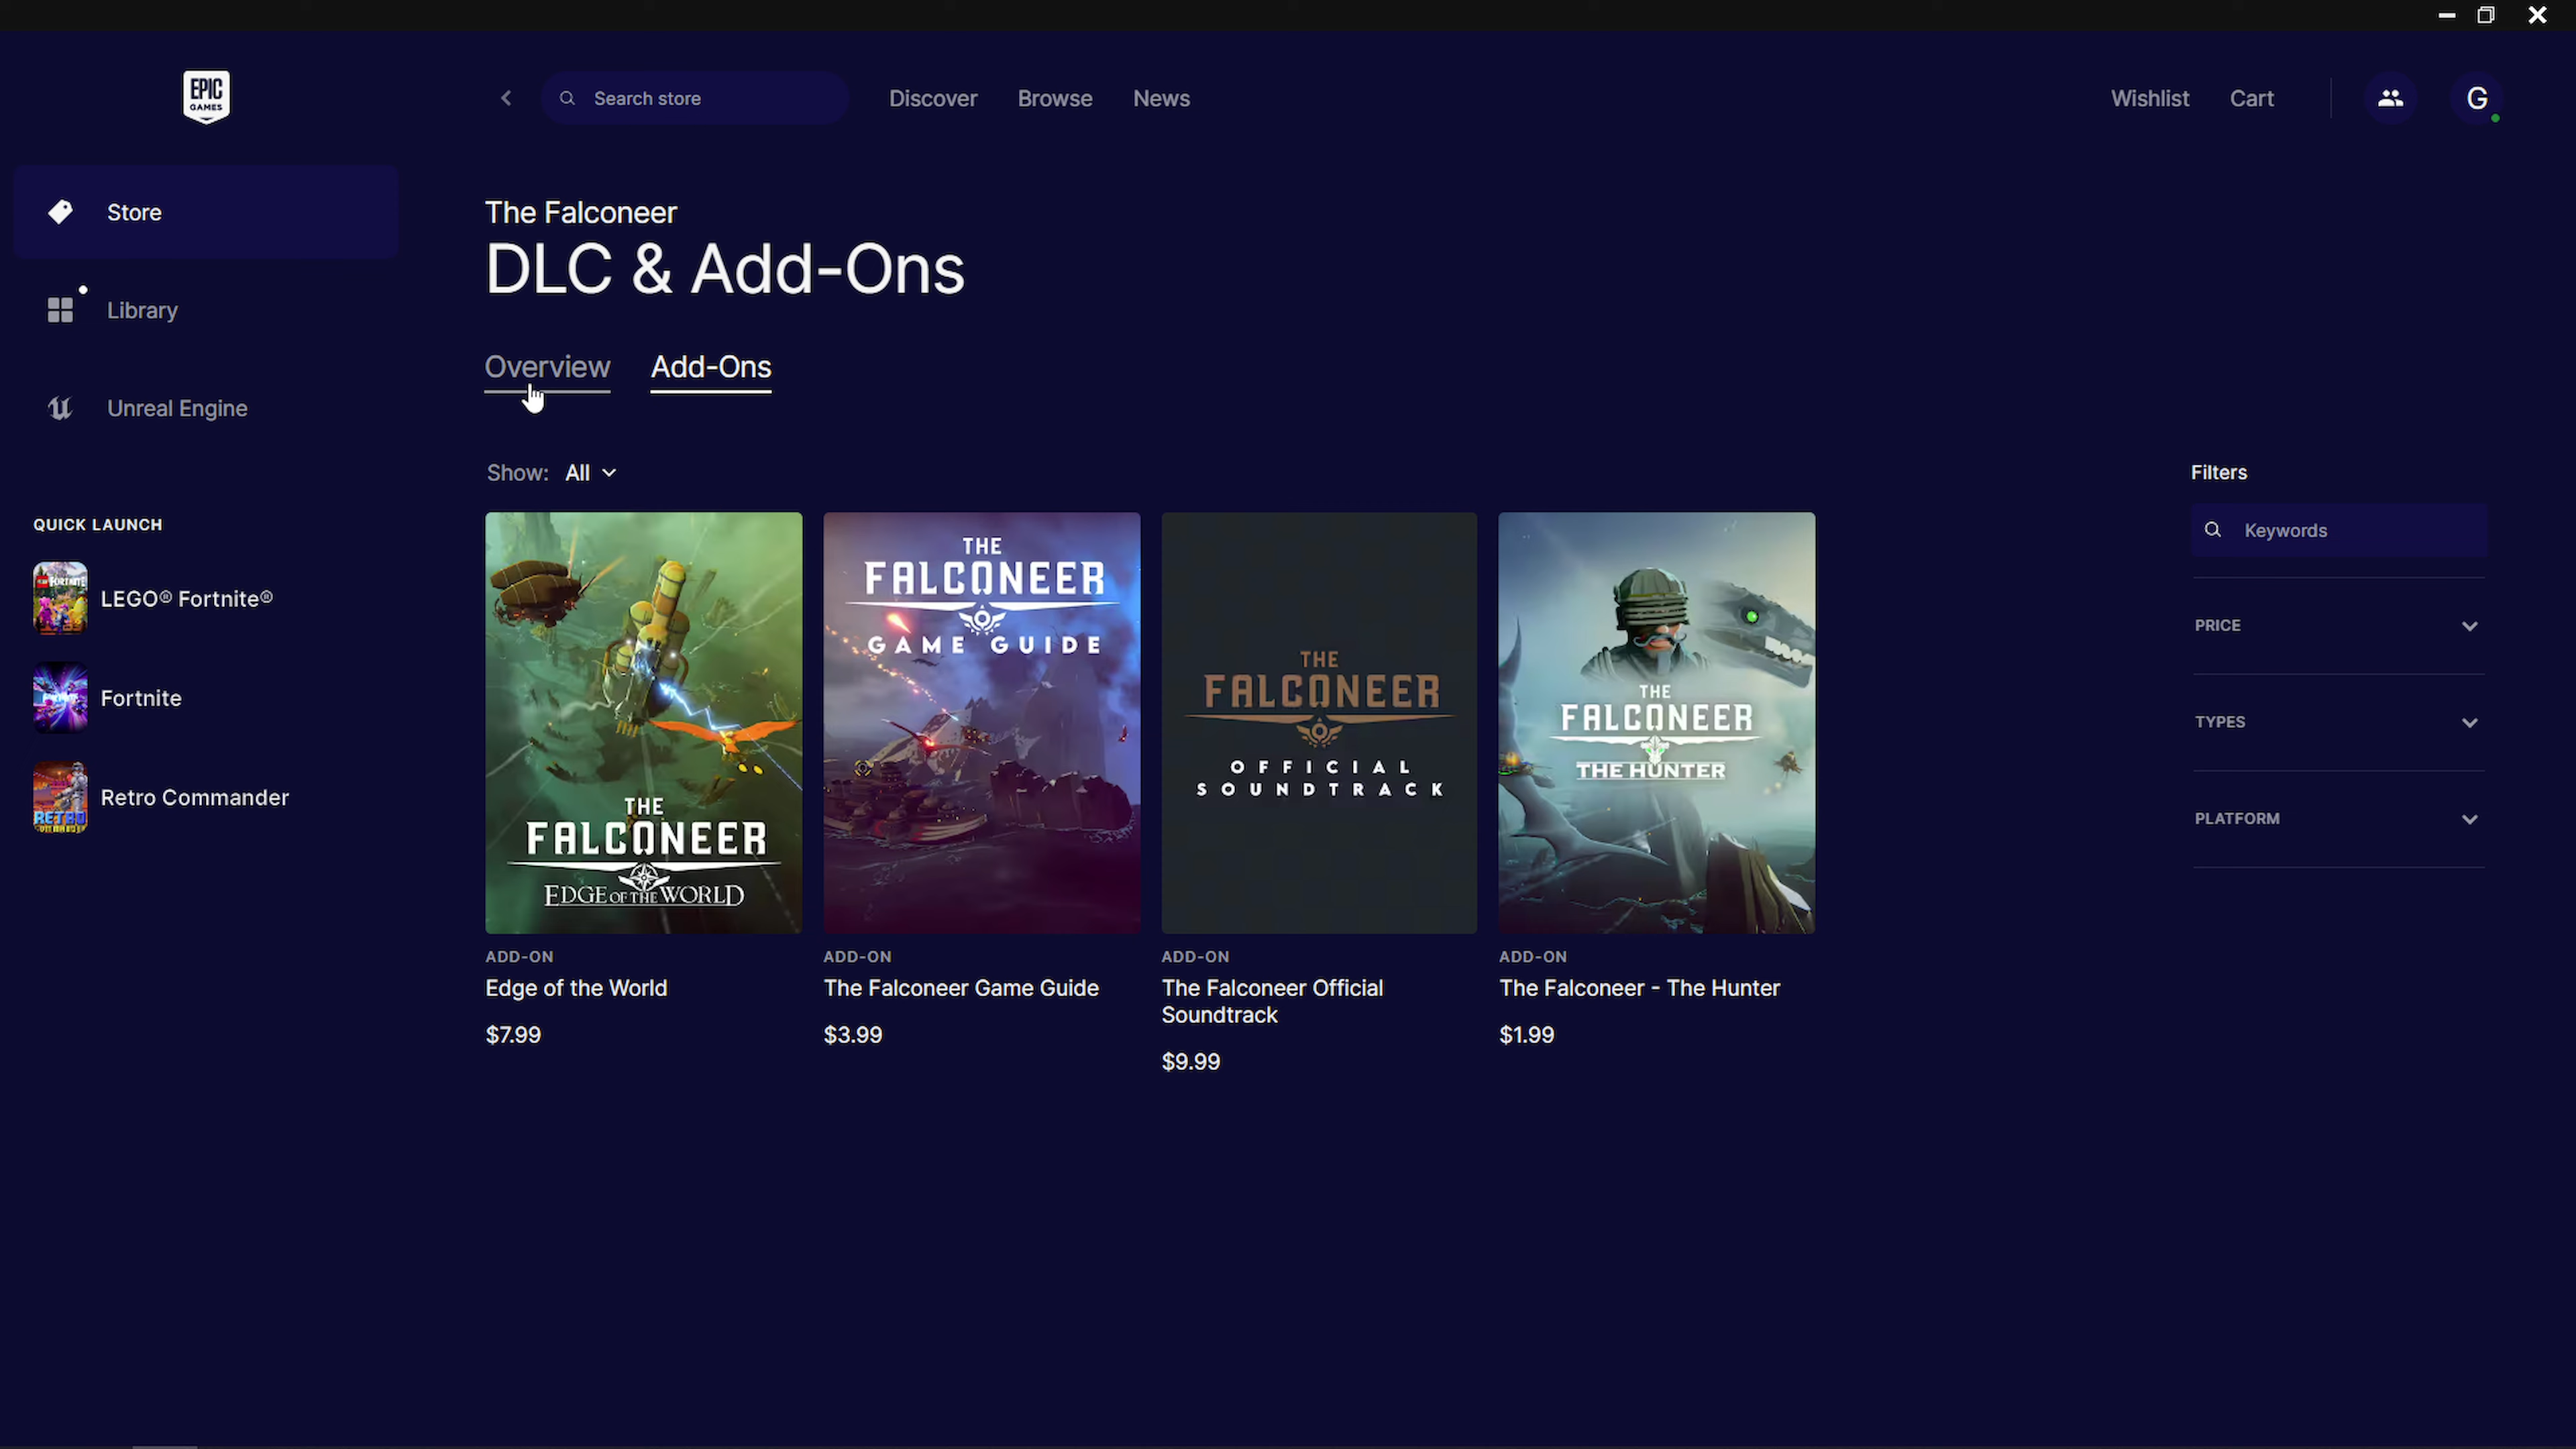 EPIC
GAMES
Search store
Discover
Browse
News
Wishlist
Cart
G
Store
Library
Unreal Engine
QUICK LAUNCH
LEGO® Fortnite®
FORTNITE
Fortnite
Retro Commander
RETRO
The Falconeer
DLC & Add-Ons
Overview
Add-Ons
Show: All
THE
FALCONEER
EDGE OF THE WORLD
ADD-ON
Edge of the World
$7.99
THE
FALCONEER
GAME GUIDE
ADD-ON
The Falconeer Game Guide
$3.99
THE
FALCONEER
OFFICIAL
SOUNDTRACK
ADD-ON
The Falconeer Official
Soundtrack
$9.99
THE
FALCONEER
THE HUNTER
ADD-ON
The Falconeer - The Hunter
$1.99
Filters
Keywords
PRICE
TYPES
PLATFORM